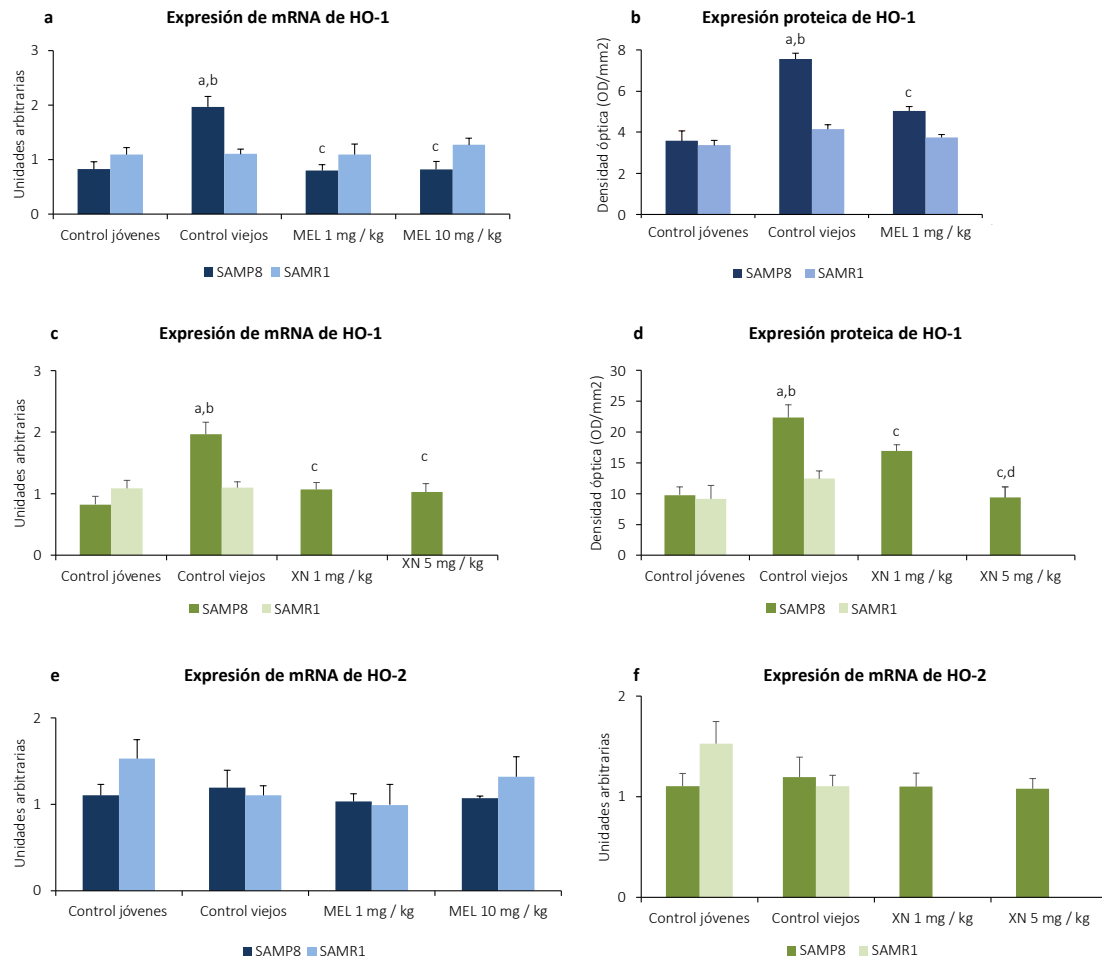 a
Expresión de mRNA de HO-1
Unidades arbitrarias
3
2
1
0
a,b
c
c
Control jóvenes
Control viejos
MEL 1 mg / kg
MEL 10 mg / kg
SAMP8
SAMR1
b
Expresión proteica de HO-1
Densidad óptica (OD/mm2)
8
6
4
2
0
a,b
c
Control jóvenes
Control viejos
MEL 1 mg / kg
SAMP8
SAMR1
c
Expresión de mRNA de HO-1
Unidades arbitrarias
3
2
1
0
a,b
c
c
Control jóvenes
Control viejos
XN 1 mg / kg
XN 5 mg / kg
SAMP8
SAMR1
d
Expresión proteica de HO-1
Densidad óptica (OD/mm2)
30
25
20
15
10
5
0
a,b
c
c,d
Control jóvenes
Control viejos
XN 1 mg / kg
XN 5 mg / kg
SAMP8
SAMR1
e
Expresión de mRNA de HO-2
Unidades arbitrarias
2
1
0
Control jóvenes
Control viejos
MEL 1 mg / kg
MEL 10 mg / kg
SAMP8
SAMR1
f
Expresión de mRNA de HO-2
Unidades arbitrarias
2
1
0
Control jóvenes
Control viejos
XN 1 mg / kg
XN 5 mg / kg
SAMP8
SAMR1